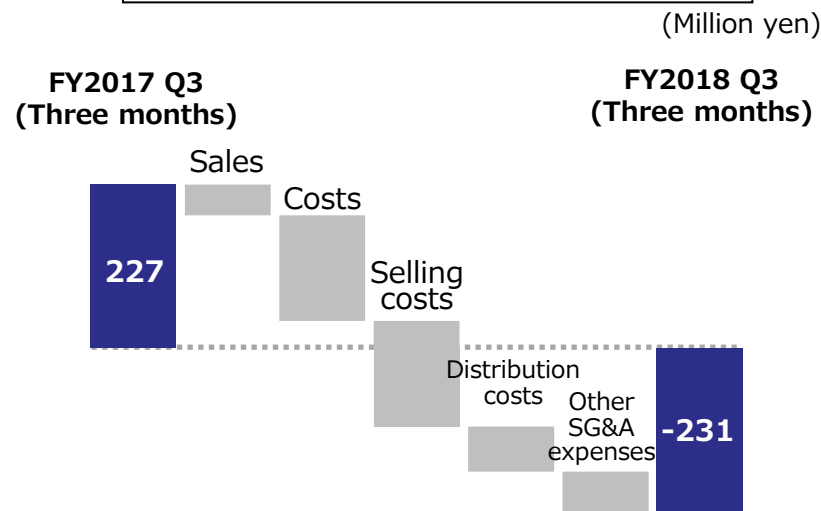 (Million yen)
FY2017 Q3
(Three months)
FY2018 Q3
(Three months)
Sales
Costs
227
Selling
costs
Distribution
costs
Other
SG&A
expenses
-231